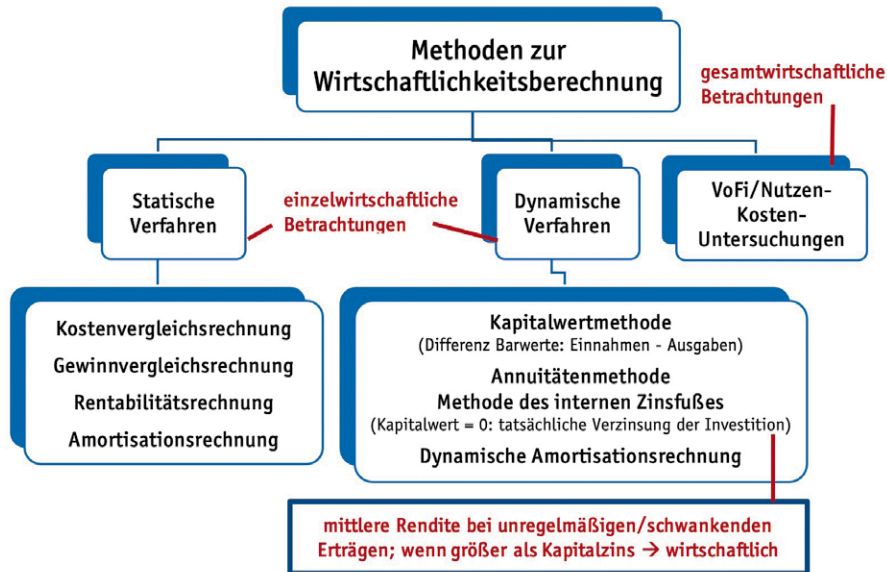 Methoden zur
Wirtschaftlichkeitsberechnung
gesamtwirtschaftliche
Betrachtungen
Statische
Verfahren
einzelwirtschaftliche
Betrachtungen
Dynamische
Verfahren
VoFi/Nutzen-
Kosten-
Untersuchungen
Kostenvergleichsrechnung
Gewinnvergleichsrechnung
Rentabilitätsrechnung
Amortisationsrechnung
Kapitalwertmethode
(Differenz Barwerte: Einnahmen - Ausgaben)
Annuitätenmethode
Methode des internen Zinsfußes
(Kapitalwert = 0: tatsächliche Verzinsung der Investition)
Dynamische Amortisationsrechnung
mittlere Rendite bei unregelmäßigen/schwankenden
Erträgen; wenn größer als Kapitalzins → wirtschaftlich